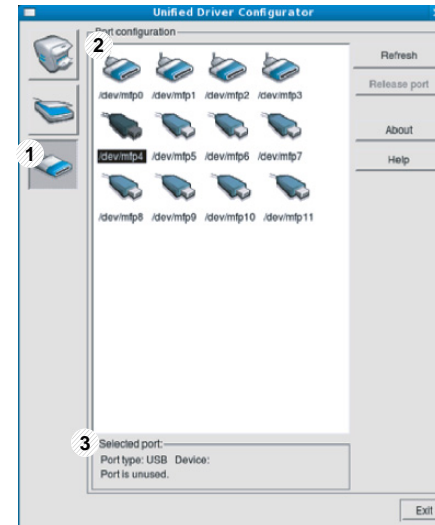 Unified Driver Configurator
Port configuration
2
Refresh
/dev/mfp0 /dev/mfp1 /dev/mfp2 /dev/mfp3
Release port
About
1
/dev/mfp4 /dev/mfp5 /dev/mfp6 /dev/mfp7
Help
/dev/mfp8 /dev/mfp9 /dev/mfp10 /dev/mfp11
3
Selected port:
Port type: USB Device:
Port is unused.
Exit